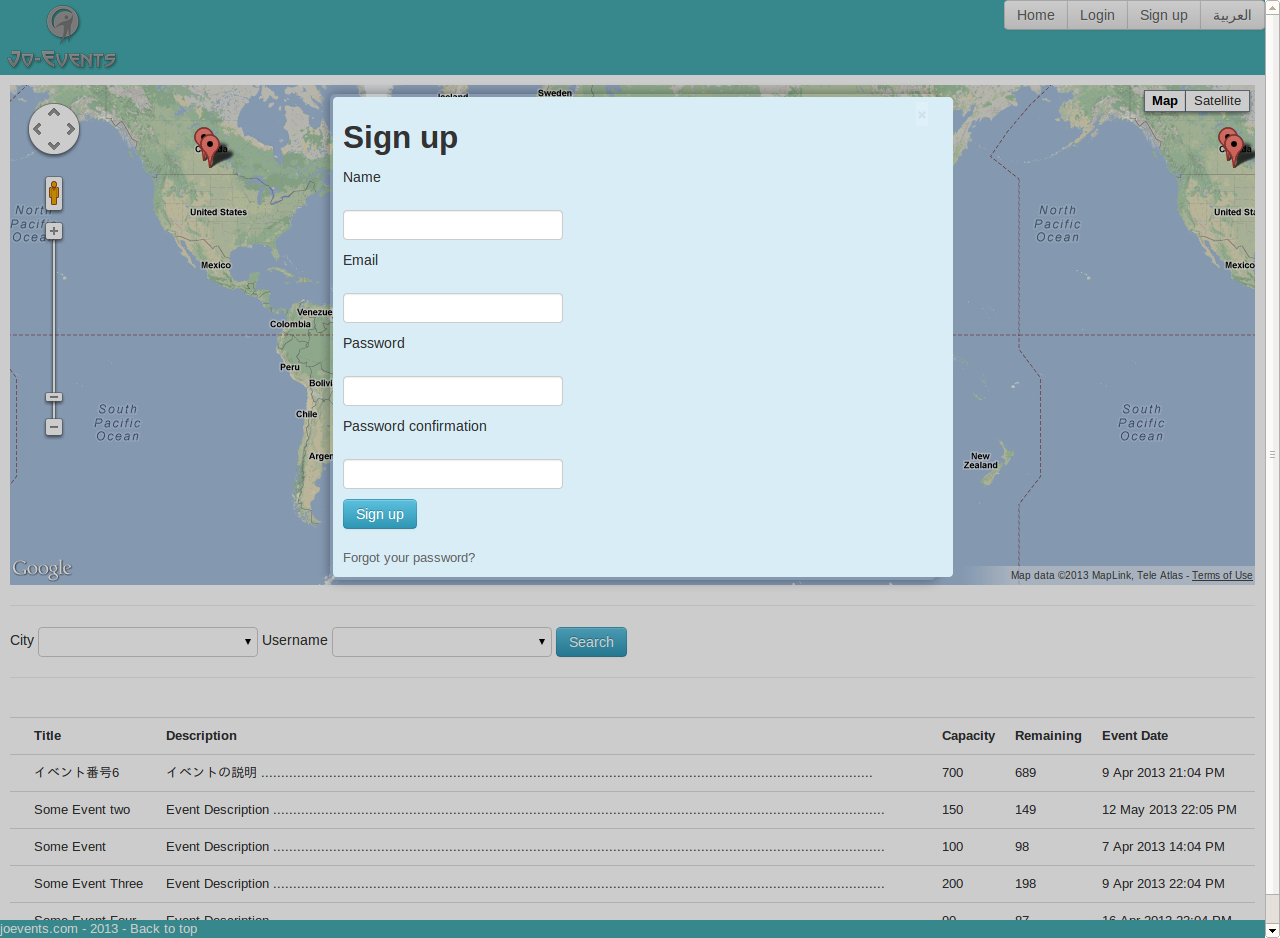 Jo-Events
Home Login Sign up العربية
Iceland Sweden
Map Satellite
Canada
United States
Mexico
North Pacific Ocean
Colombia
Peru
Chile
South Pacific Ocean
Google
×
Sign up
Name
Email
Password
Password confirmation
Sign up
Forgot your password?
North Pacific Ocean
South Pacific Ocean
New Zealand
United Sta
Mexico
Map data ©2013 MapLink, Tele Atlas - Terms of Use
City Username Search
Title Description Capacity Remaining Event Date
イベント番号6 イベントの説明 ........................................................................................................................................................ 700 689 9 Apr 2013 21:04 PM
Some Event two Event Description ........................................................................................................................................................ 150 149 12 May 2013 22:05 PM
Some Event Event Description ........................................................................................................................................................ 100 98 7 Apr 2013 14:04 PM
Some Event Three Event Description ........................................................................................................................................................ 200 198 9 Apr 2013 22:04 PM
Some Event Four Event Description 90 87 16 Apr 2013 23:04 PM
joevents.com - 2013 - Back to top